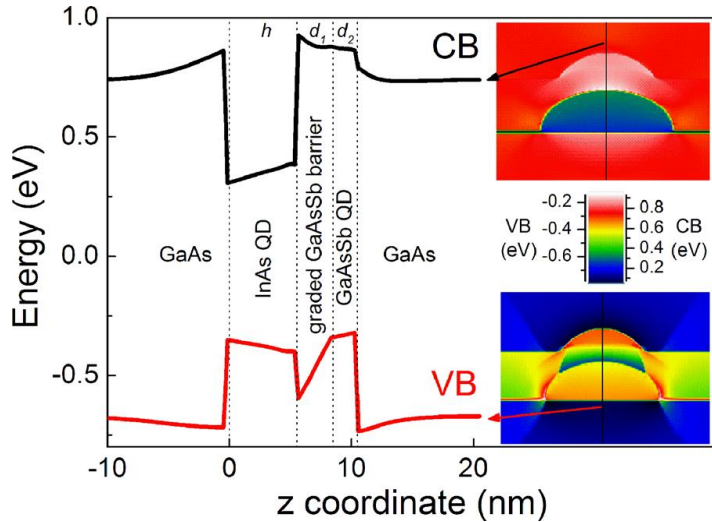 1.0
0.5
0.0
-0.5
Energy (eV)
h
d1
d2
CB
GaAs
InAs QD
graded GaAsSb barrier
GaAsSb QD
GaAs
VB
-10
0
10
20
z coordinate (nm)
-0.2
-0.4
-0.6
VB
(eV)
0.8
0.6
0.4
0.2
CB
(eV)